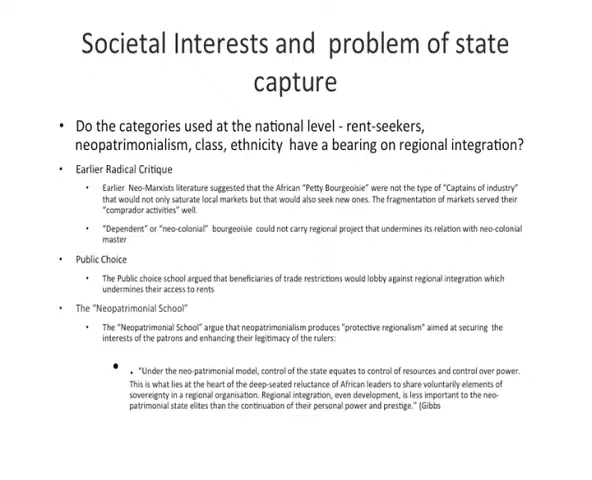 Societal Interests and problem of state
capture
• Do the categories used at the national level - rent-seekers,
neopatrimonialism, class, ethnicity have a bearing on regional integration?
• Earlier Radical Critique
• Earlier Neo-Marxists literature suggested that the African “Petty Bourgeoisie” were not the type of “Captains of industry”
that would not only saturate local markets but that would also seek new ones. The fragmentation of markets served their
“comprador activities” well.
• “Dependent” or “neo-colonial” bourgeoisie could not carry regional project that undermines its relation with neo-colonial
master
• Public Choice
• The Public choice school argued that beneficiaries of trade restrictions would lobby against regional integration which
undermines their access to rents
• The “Neopatrimonial School”
• The “Neopatrimonial School” argue that neopatrimonialism produces "protective regionalism” aimed at securing the
interests of the patrons and enhancing their legitimacy of the rulers:
• . “Under the neo-patrimonial model, control of the state equates to control of resources and control over power.
This is what lies at the heart of the deep-seated reluctance of African leaders to share voluntarily elements of
sovereignty in a regional organisation. Regional integration, even development, is less important to the neo-
patrimonial state elites than the continuation of their personal power and prestige.” (Gibbs